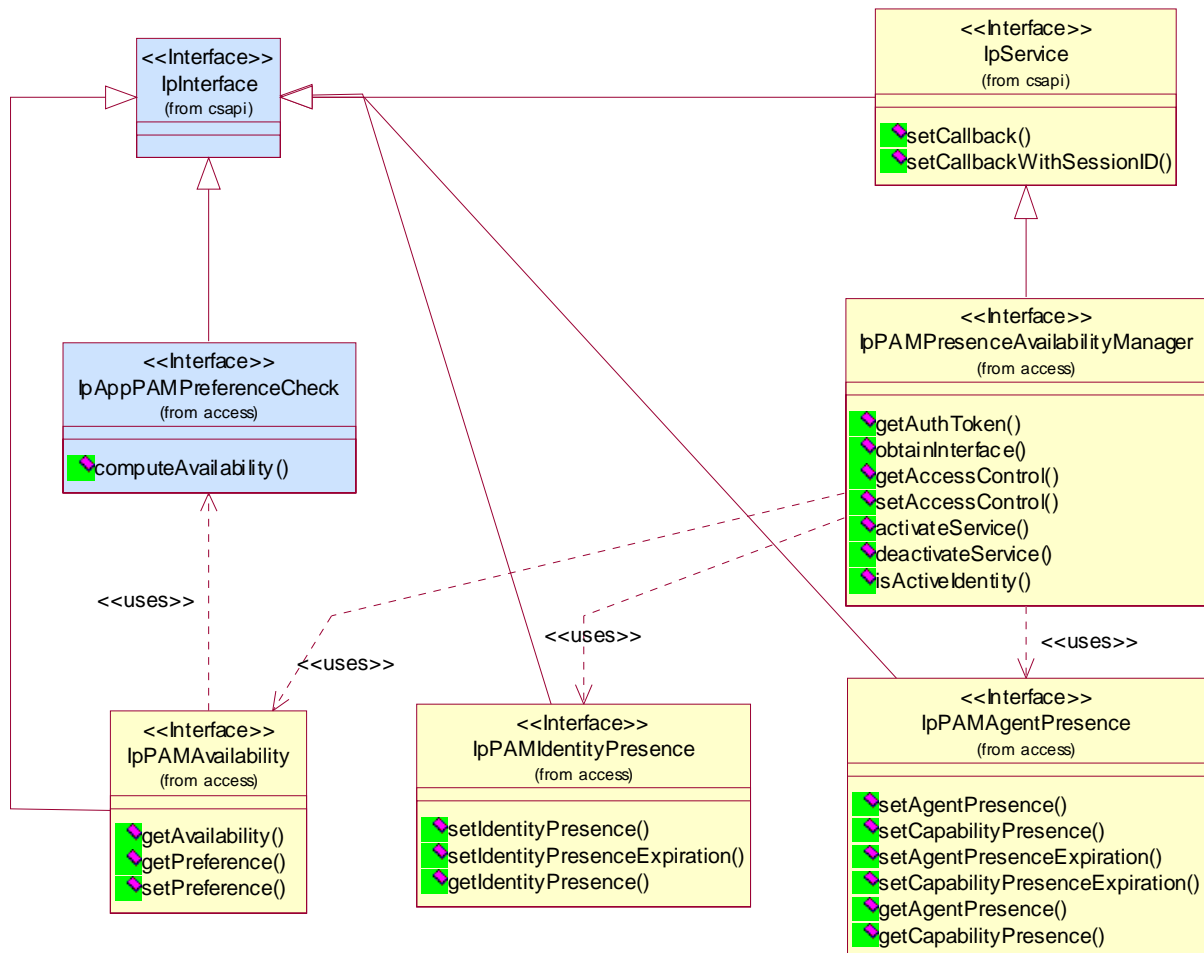 <<Interface>>
IpInterface
(from csapi)
<<Interface>>
IpService
(from csapi)
setCallback()
setCallbackWithSessionID()
<<Interface>>
IpAppPAMPreferenceCheck
(from access)
computeAvailability()
<<Interface>>
IpPAMPresenceAvailabilityManager
(from access)
getAuthToken()
obtainInterface()
getAccessControl()
setAccessControl()
activateService()
deactivateService()
isActiveIdentity()
<<uses>>
<<uses>>
<<uses>>
<<uses>>
<<Interface>>
IpPAMAvailability
(from access)
getAvailability()
getPreference()
setPreference()
<<Interface>>
IpPAMIdentityPresence
(from access)
setIdentityPresence()
setIdentityPresenceExpiration()
getIdentityPresence()
<<Interface>>
IpPAMAgentPresence
(from access)
setAgentPresence()
setCapabilityPresence()
setAgentPresenceExpiration()
setCapabilityPresenceExpiration()
getAgentPresence()
getCapabilityPresence()